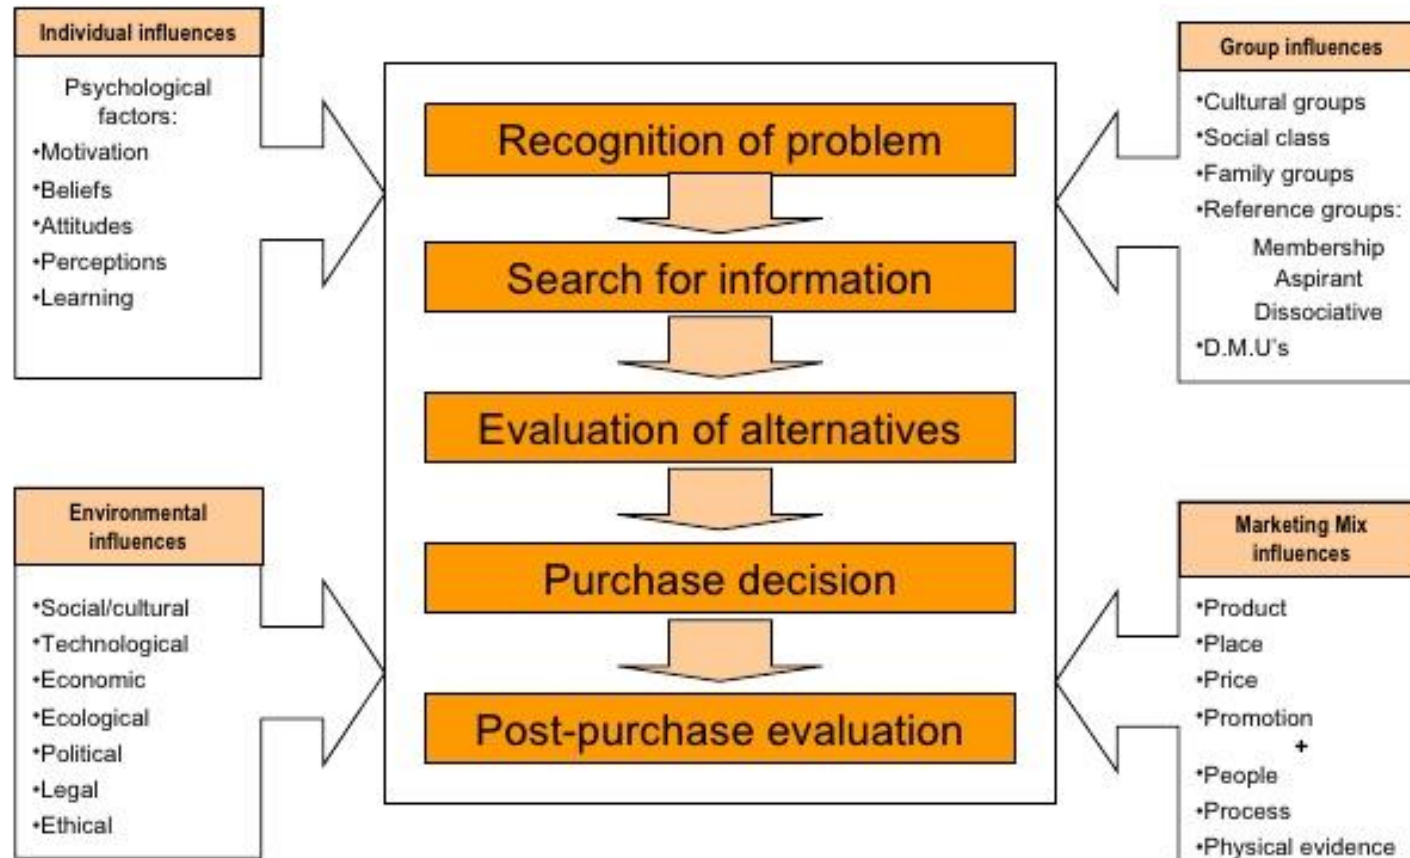 Individual influences
Psychological
factors:
•Motivation
•Beliefs
•Attitudes
•Perceptions
•Learning
Recognition of problem
Search for information
Evaluation of alternatives
Purchase decision
Post-purchase evaluation
Group influences
•Cultural groups
•Social class
•Family groups
•Reference groups:
Membership
Aspirant
Dissociative
•D.M.U's
Environmental
influences
•Social/cultural
•Technological
•Economic
•Ecological
•Political
•Legal
•Ethical
Marketing Mix
influences
•Product
•Place
•Price
•Promotion
+
•People
•Process
•Physical evidence